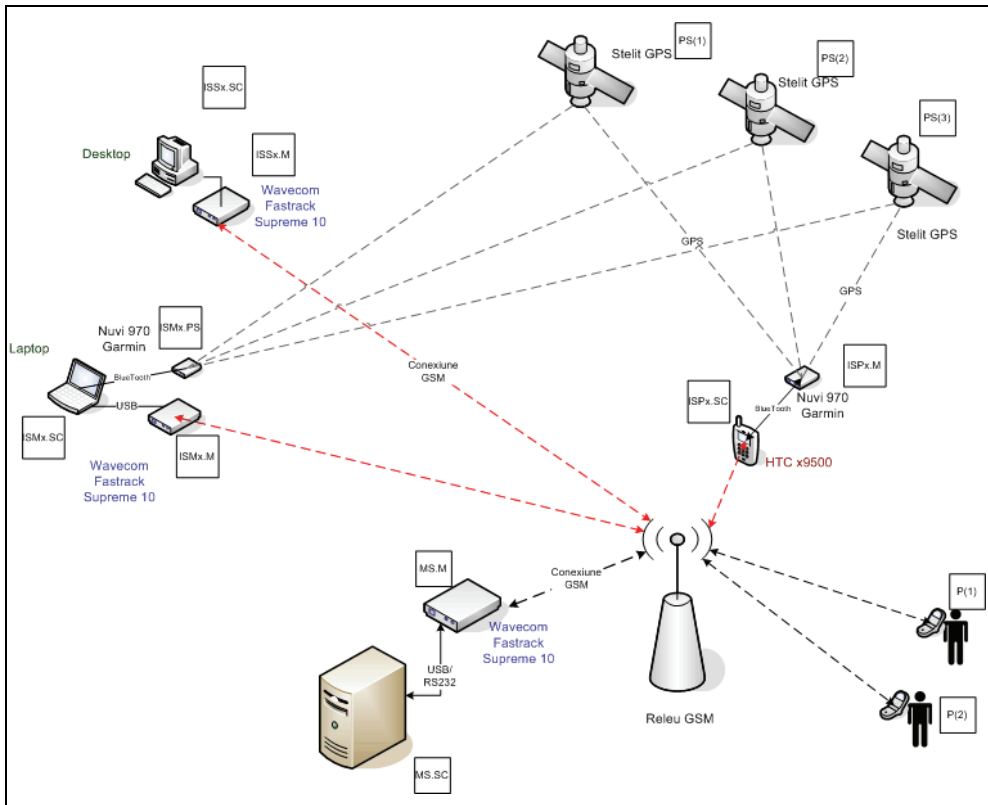 PS(1)
Stelit GPS
PS(2)
Stelit GPS
PS(3)
Stelit GPS
ISSx.SC
ISSx.M
Desktop
Wavecom
Fastrack
Supreme 10
GPS
GPS
ISMx.PS
Nuvi 970
Garmin
Laptop
BlueTooth
USB
ISMx.SC
ISMx.M
Wavecom
Fastrack
Supreme 10
Conexiune
GSM
ISPx.M
ISPx.SC
BlueTooth
Nuvi 970
Garmin
HTC x9500
MS.M
Conexiune
GSM
Wavecom
Fastrack
Supreme 10
USB/
RS232
MS.SC
Releu GSM
P(1)
P(2)